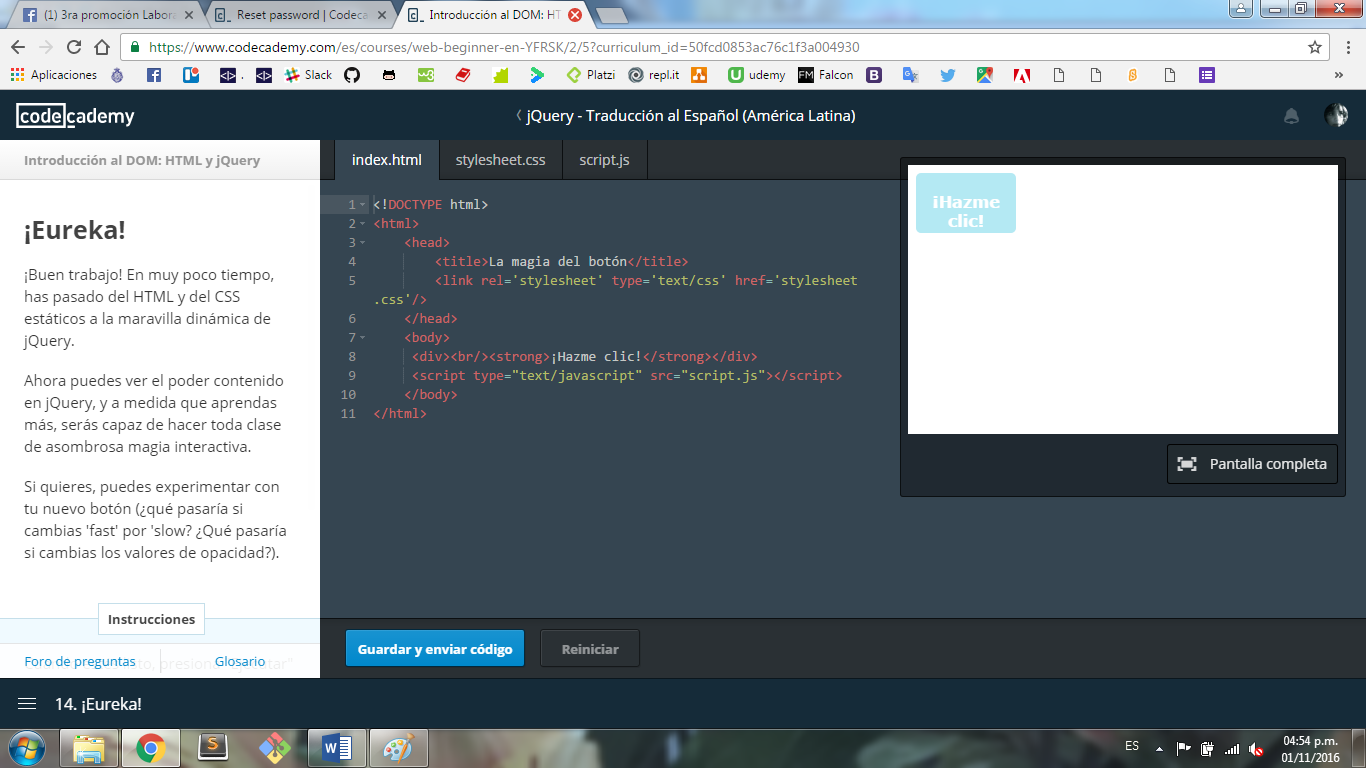 (1) 3ra promoción Labora
Reset password | Codeca
Introducción al DOM: HT
https://www.codecademy.com/es/courses/web-beginner-en-YFRSK/2/5?curriculum_id=50fcd0853ac76c1f3a004930
Aplicaciones
.
Slack
Platzi
repl.it
udemy
Falcon
»
codecademy
jQuery - Traducción al Español (América Latina)
Introducción al DOM: HTML y jQuery
¡Eureka!
¡Buen trabajo! En muy poco tiempo,
has pasado del HTML y del CSS
estáticos a la maravilla dinámica de
jQuery.
Ahora puedes ver el poder contenido
en jQuery, y a medida que aprendas
más, serás capaz de hacer toda clase
de asombrosa magia interactiva.
Si quieres, puedes experimentar con
tu nuevo botón (¿qué pasaría si
cambias 'fast' por 'slow? ¿Qué pasaría
si cambias los valores de opacidad?).
Instrucciones
Foro de preguntas
Glosario
index.html
stylesheet.css
script.js
1 <!DOCTYPE html>
2 <html>
3 <head>
4 <title>La magia del botón</title>
5 <link rel='stylesheet' type='text/css' href='stylesheet
.css'/>
6 </head>
7 <body>
8 <div><br/><strong>¡Hazme clic!</strong></div>
9 <script type="text/javascript" src="script.js"></script>
10 </body>
11 </html>
¡Hazme
clic!
Pantalla completa
Guardar y enviar código
Reiniciar
14. ¡Eureka!
ES
04:54 p.m.
01/11/2016